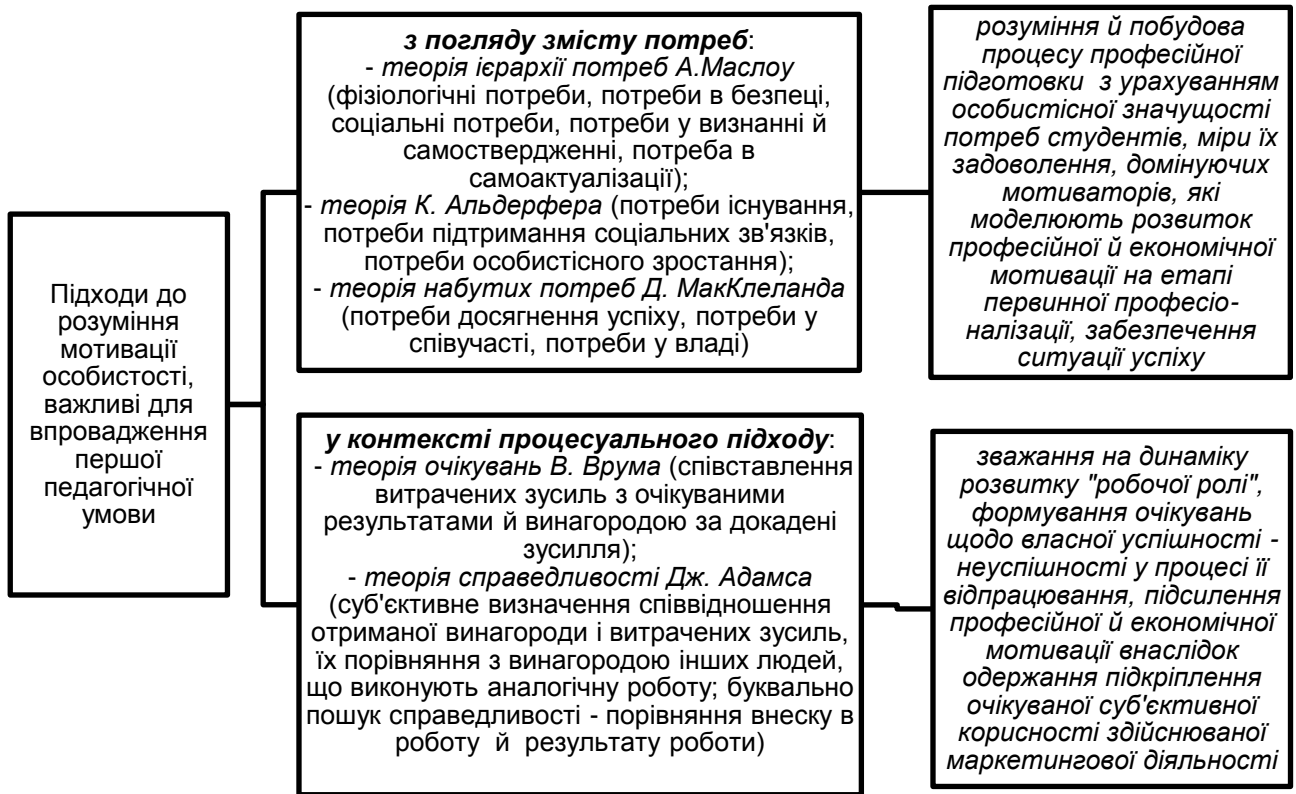 Підходи до
розуміння
мотивації
особистості,
важливі для
впровадження
першої
педагогічної
умови
з погляду змісту потреб:
- теорія ієрархії потреб А.Маслоу
(фізіологічні потреби, потреби в безпеці,
соціальні потреби, потреби у визнанні й
самоствердженні, потреба в
самоактуалізації);
- теорія К. Альдерфера (потреби існування,
потреби підтримання соціальних зв'язків,
потреби особистісного зростання);
- теорія набутих потреб Д. МакКлеланда
(потреби досягнення успіху, потреби у
співучасті, потреби у владі)
розуміння й побудова
процесу професійної
підготовки з урахуванням
особистісної значущості
потреб студентів, міри їх
задоволення, домінуючих
мотиваторів, які
моделюють розвиток
професійної й економічної
мотивації на етапі
первинної професіо-
налізації, забезпечення
ситуації успіху
у контексті процесуального підходу:
- теорія очікувань В. Врума (співставлення
витрачених зусиль з очікуваними
результатами й винагородою за докадені
зусилля);
- теорія справедливості Дж. Адамса
(суб'єктивне визначення співвідношення
отриманої винагороди і витрачених зусиль,
їх порівняння з винагородою інших людей,
що виконують аналогічну роботу; буквально
пошук справедливості - порівняння внеску в
роботу й результату роботи)
зважання на динаміку
розвитку "робочої ролі",
формування очікувань
щодо власної успішності -
неуспішності у процесі її
відпрацювання, підсилення
професійної й економічної
мотивації внаслідок
одержання підкріплення
очікуваної суб'єктивної
корисності здійснюваної
маркетингової діяльності